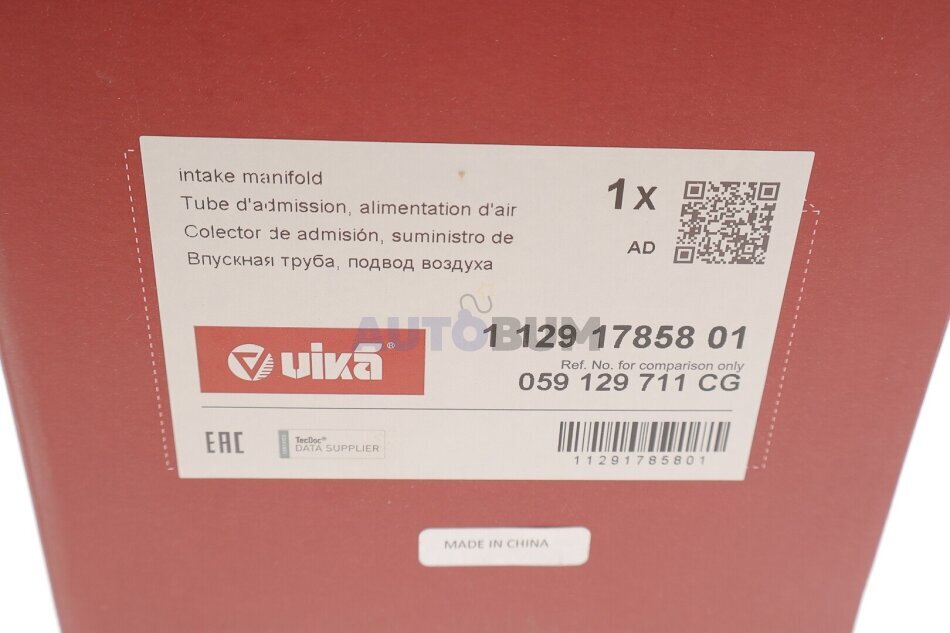 intake manifold
Tube d'admission, alimentation d'air
Colector de admisión, suministro de
Впускная труба, подвод воздуха
1x
AD
AUTOBUM
vika®
1 129 17858 01
Ref. No. for comparison only
059 129 711 CG
EAC
TecDoc®
DATA SUPPLIER
11291785801
MADE IN CHINA